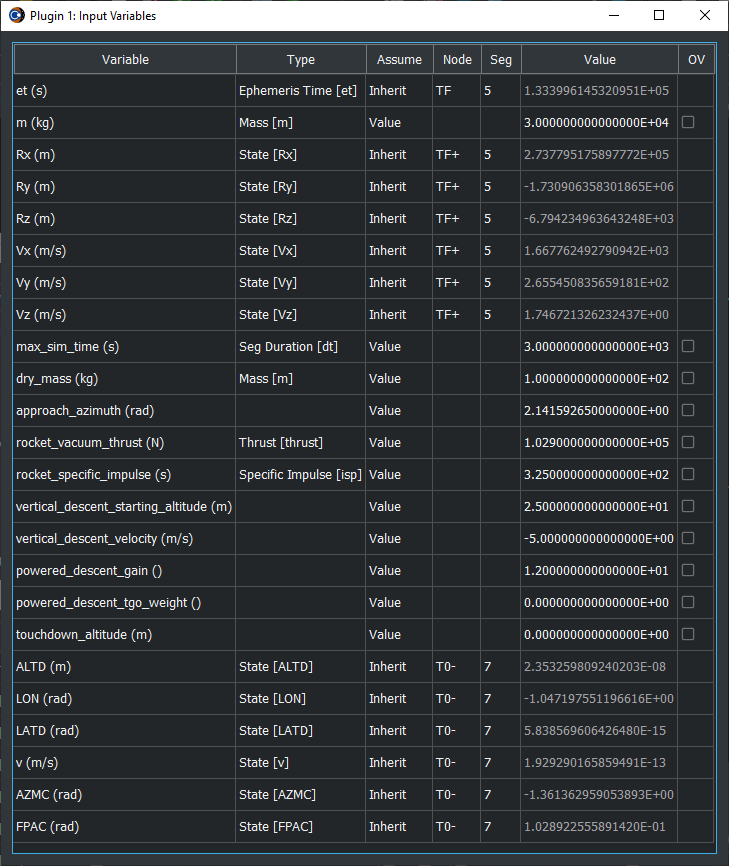 Plugin 1: Input Variables
Variable Type Assume Node Seg Value OV
et (s) Ephemeris Time [et] Inherit TF 5 1.333996145320951E+05
m (kg) Mass [m] Value 3.000000000000000E+04
Rx (m) State [Rx] Inherit TF+ 5 2.737795175897772E+05
Ry (m) State [Ry] Inherit TF+ 5 -1.730906358301865E+06
Rz (m) State [Rz] Inherit TF+ 5 -6.794234963643248E+03
Vx (m/s) State [Vx] Inherit TF+ 5 1.667762492790942E+03
Vy (m/s) State [Vy] Inherit TF+ 5 2.655450835659181E+02
Vz (m/s) State [Vz] Inherit TF+ 5 1.746721326232437E+00
max_sim_time (s) Seg Duration [dt] Value 3.000000000000000E+03
dry_mass (kg) Mass [m] Value 1.000000000000000E+02
approach_azimuth (rad) Value 2.141592650000000E+00
rocket_vacuum_thrust (N) Thrust [thrust] Value 1.029000000000000E+05
rocket_specific_impulse (s) Specific Impulse [isp] Value 3.250000000000000E+02
vertical_descent_starting_altitude (m) Value 2.500000000000000E+01
vertical_descent_velocity (m/s) Value -5.000000000000000E+00
powered_descent_gain () Value 1.200000000000000E+01
powered_descent_tgo_weight () Value 0.000000000000000E+00
touchdown_altitude (m) Value 0.000000000000000E+00
ALTD (m) State [ALTD] Inherit T0- 7 2.353259809240203E-08
LON (rad) State [LON] Inherit T0- 7 -1.047197551196616E+00
LATD (rad) State [LATD] Inherit T0- 7 5.838569606426480E-15
v (m/s) State [v] Inherit T0- 7 1.929290165859491E-13
AZMC (rad) State [AZMC] Inherit T0- 7 -1.361362959053893E+00
FPAC (rad) State [FPAC] Inherit T0- 7 1.028922555891420E-01